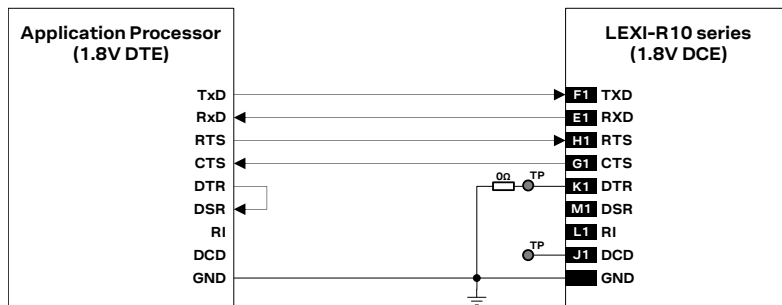 Application Processor
(1.8V DTE)
LEXI-R10 series
(1.8V DCE)
TxD
F1 TXD
RxD
E1 RXD
RTS
H1 RTS
CTS
G1 CTS
DTR
0Ω
TP
K1 DTR
DSR
M1 DSR
RI
L1 RI
DCD
TP
J1 DCD
GND
GND